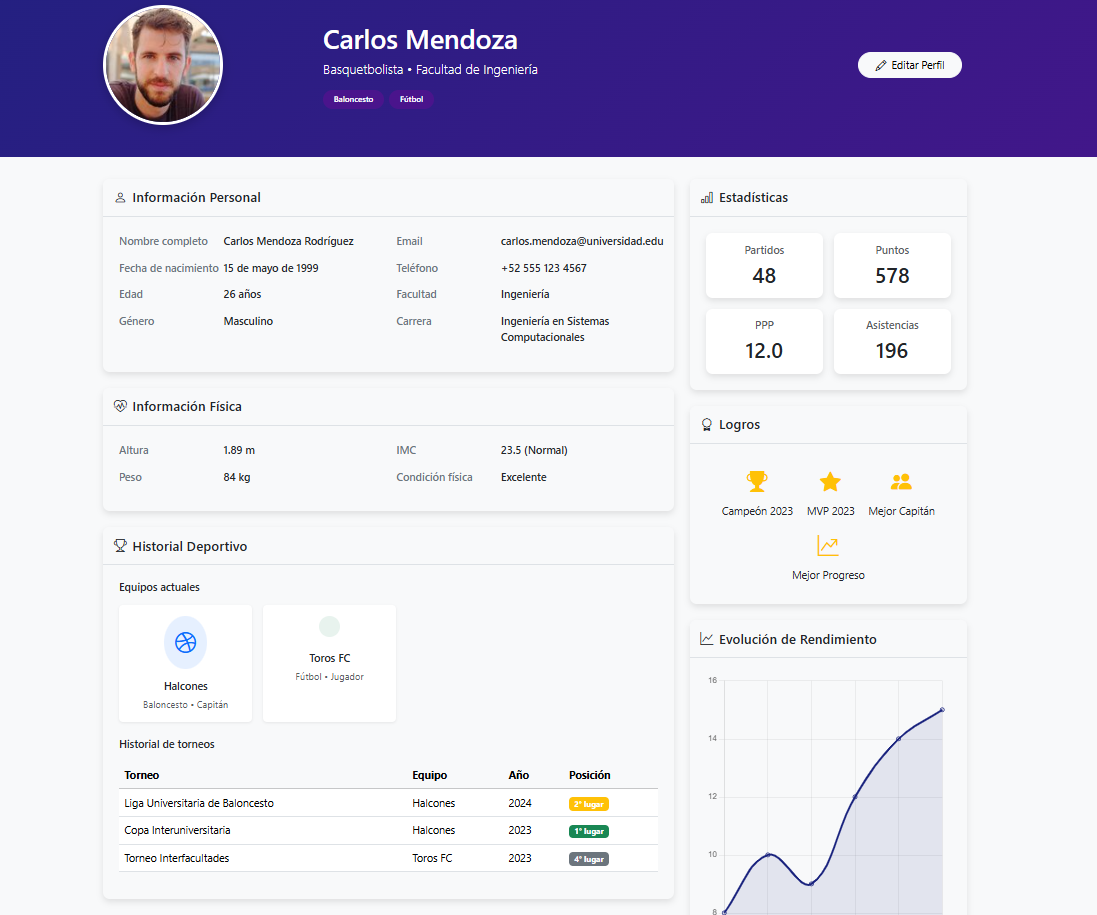 Carlos Mendoza
Basquetbolista • Facultad de Ingeniería
Baloncesto Fútbol
Editar Perfil
Información Personal
Nombre completo Carlos Mendoza Rodríguez
Email carlos.mendoza@universidad.edu
Fecha de nacimiento 15 de mayo de 1999
Teléfono +52 555 123 4567
Edad 26 años
Facultad Ingeniería
Género Masculino
Carrera Ingeniería en Sistemas
Computacionales
Información Física
Altura 1.89 m
IMC 23.5 (Normal)
Peso 84 kg
Condición física Excelente
Historial Deportivo
Equipos actuales
Halcones
Baloncesto • Capitán
Toros FC
Fútbol • Jugador
Historial de torneos
Torneo Equipo Año Posición
Liga Universitaria de Baloncesto Halcones 2024 2° lugar
Copa Interuniversitaria Halcones 2023 1° lugar
Torneo Interfacultades Toros FC 2023 4° lugar
Estadísticas
Partidos
48
Puntos
578
PPP
12.0
Asistencias
196
Logros
Campeón 2023
MVP 2023
Mejor Capitán
Mejor Progreso
Evolución de Rendimiento
16
14
12
10
8